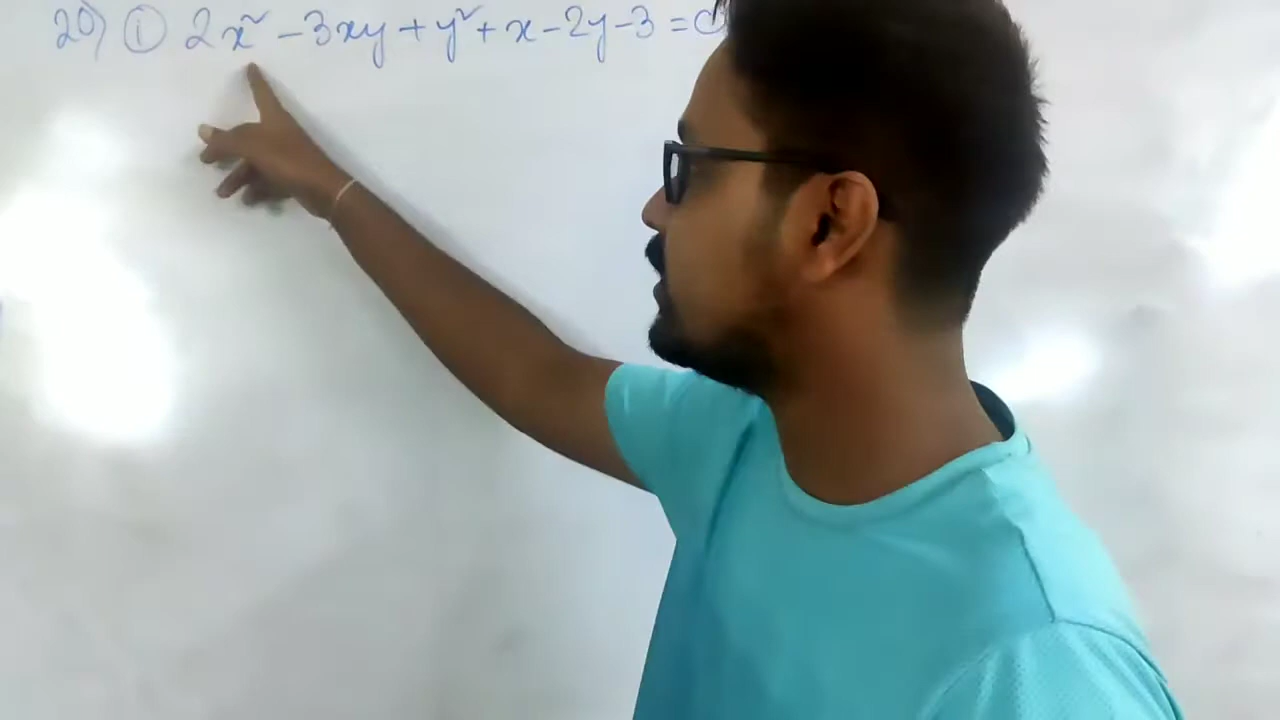 20) ① 2x² - 3xy + y² + x - 2y - 3 = 0